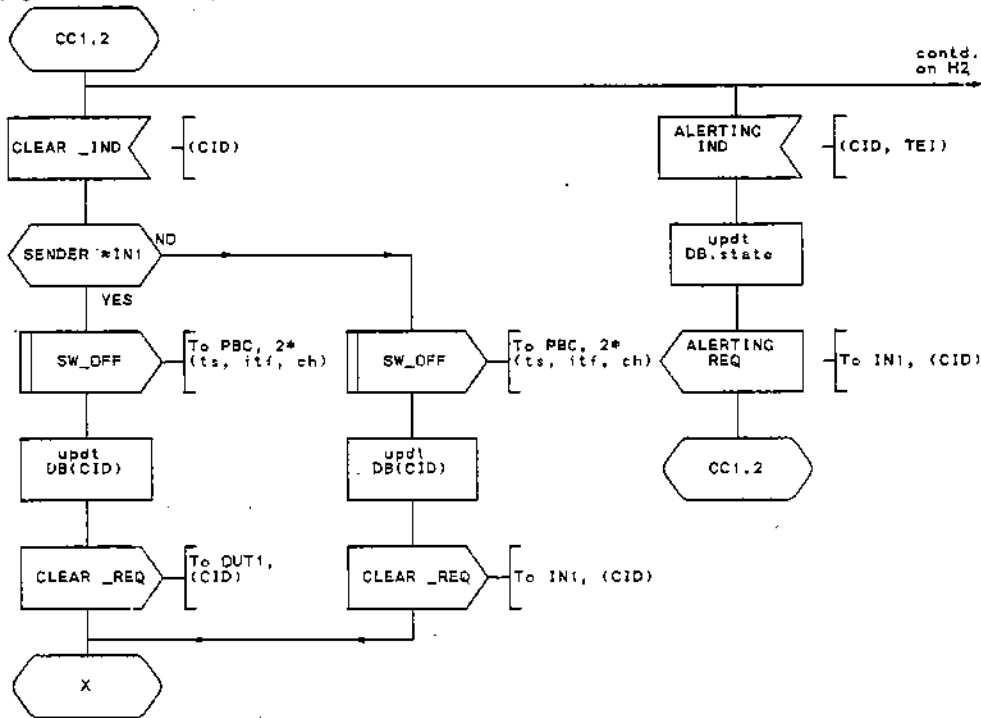 CC1,2
contd.
on H2
CLEAR _IND
(CID)
ALERTING
IND
(CID, TEI)
SENDER *IN1
NO
YES
updt
DB.state
SW_OFF
To PBC, 2*
(ts, itf, ch)
SW_OFF
To PBC, 2*
(ts, itf, ch)
ALERTING
REQ
To IN1, (CID)
updt
DB(CID)
updt
DB(CID)
CC1,2
CLEAR _REQ
To OUT1,
(CID)
CLEAR _REQ
To IN1, (CID)
X